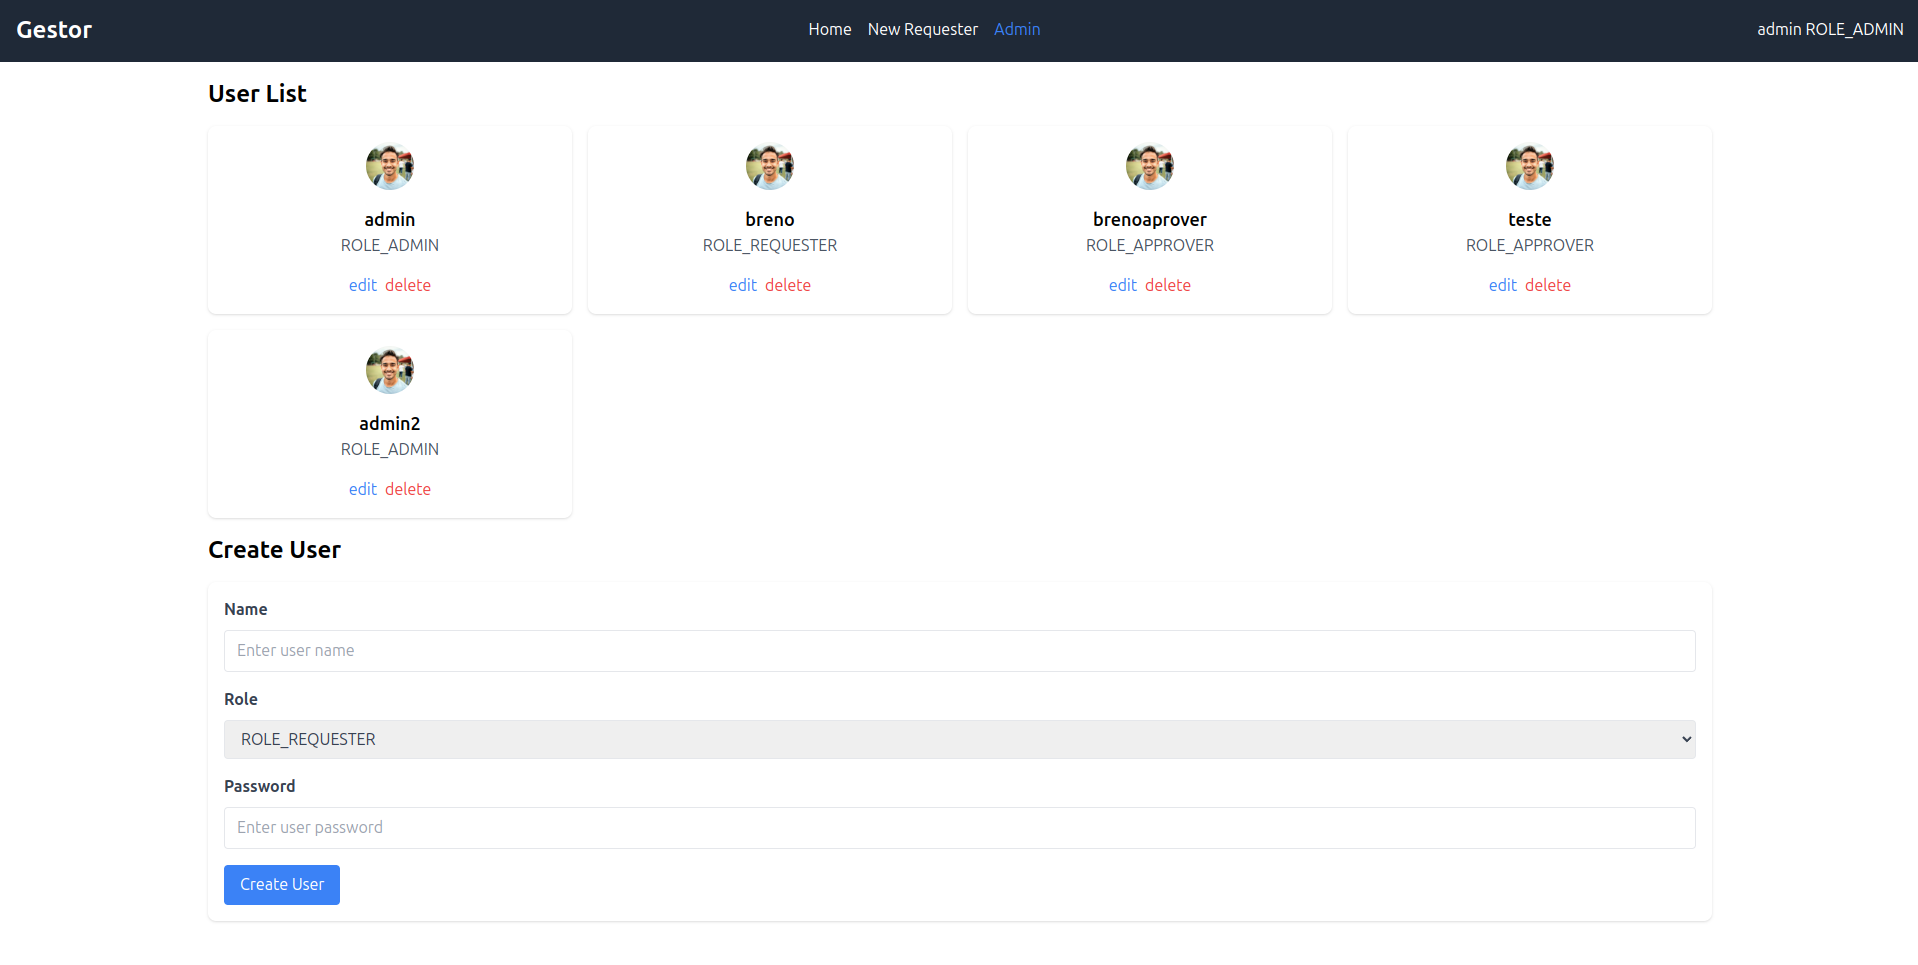 Gestor
Home New Requester Admin
admin ROLE_ADMIN
User List
admin
ROLE_ADMIN
edit delete
breno
ROLE_REQUESTER
edit delete
brenoaprover
ROLE_APPROVER
edit delete
teste
ROLE_APPROVER
edit delete
admin2
ROLE_ADMIN
edit delete
Create User
Name
Enter user name
Role
ROLE_REQUESTER
Password
Enter user password
Create User